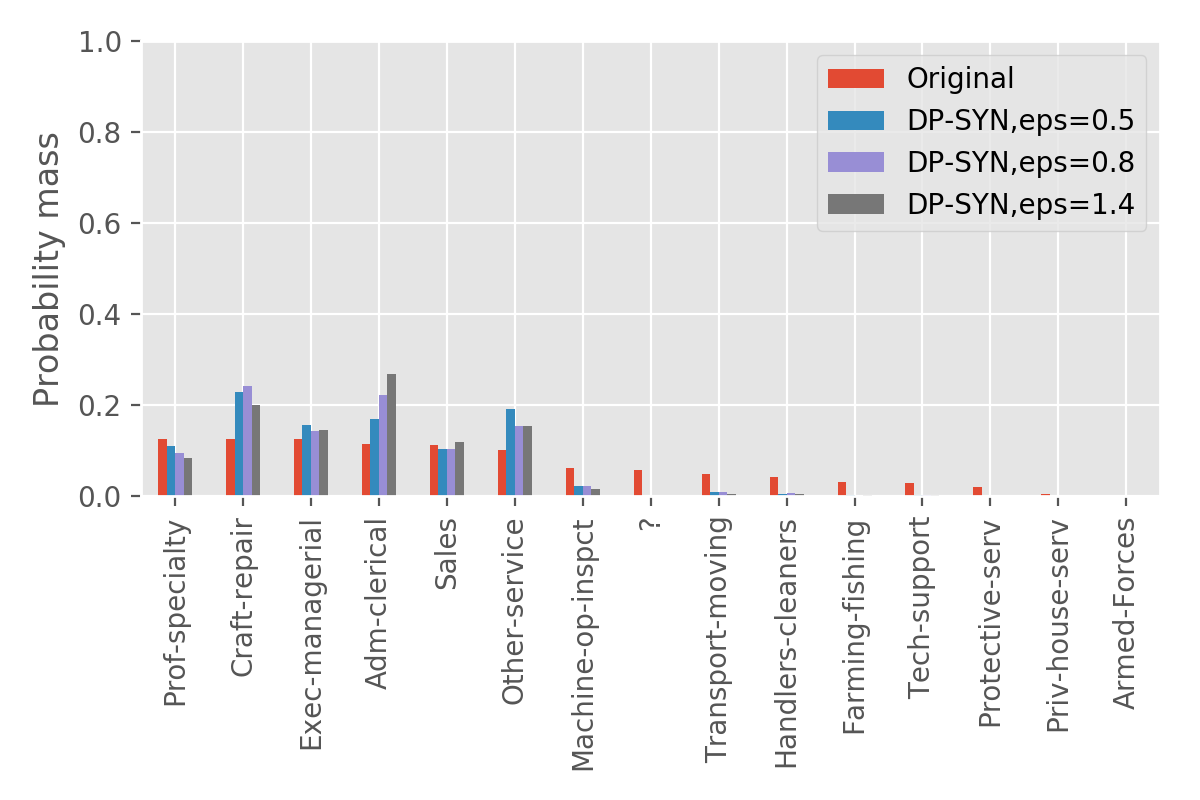 Probability mass
1.0
0.8
0.6
0.4
0.2
0.0
Original
DP-SYN,eps=0.5
DP-SYN,eps=0.8
DP-SYN,eps=1.4
Prof-specialty
Craft-repair
Exec-managerial
Adm-clerical
Sales
Other-service
Machine-op-inspct
?
Transport-moving
Handlers-cleaners
Farming-fishing
Tech-support
Protective-serv
Priv-house-serv
Armed-Forces